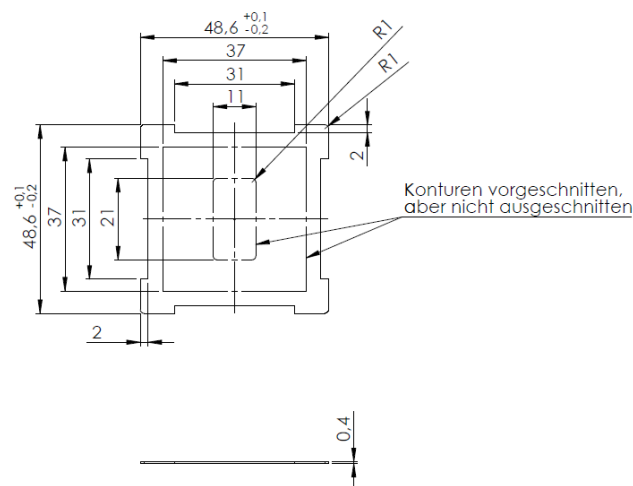 48,6 +0,1 -0,2
37
31
11
R1
R1
2
48,6 +0,1 -0,2
37
31
21
Konturen vorgeschnitten,
aber nicht ausgeschnitten
2
0,4